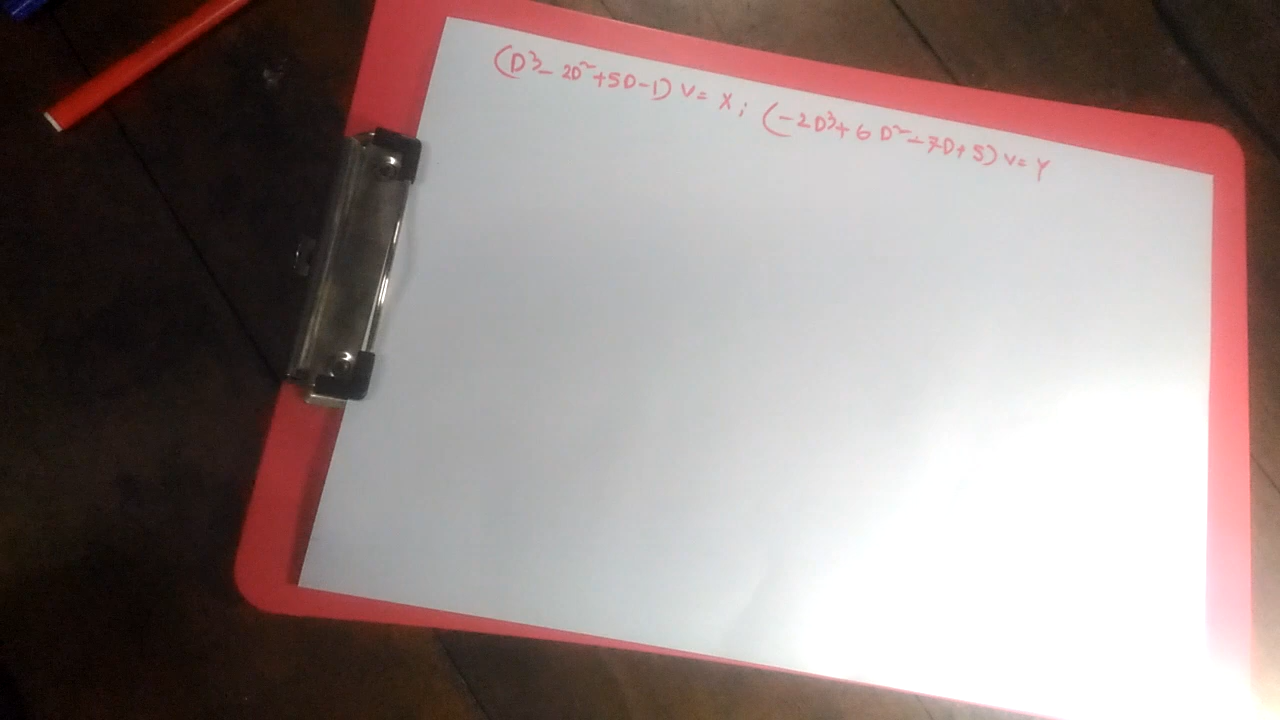 (D³- 2D²+5D-1) V= X; (-2D³+ 6 D²-7D+5) V= Y